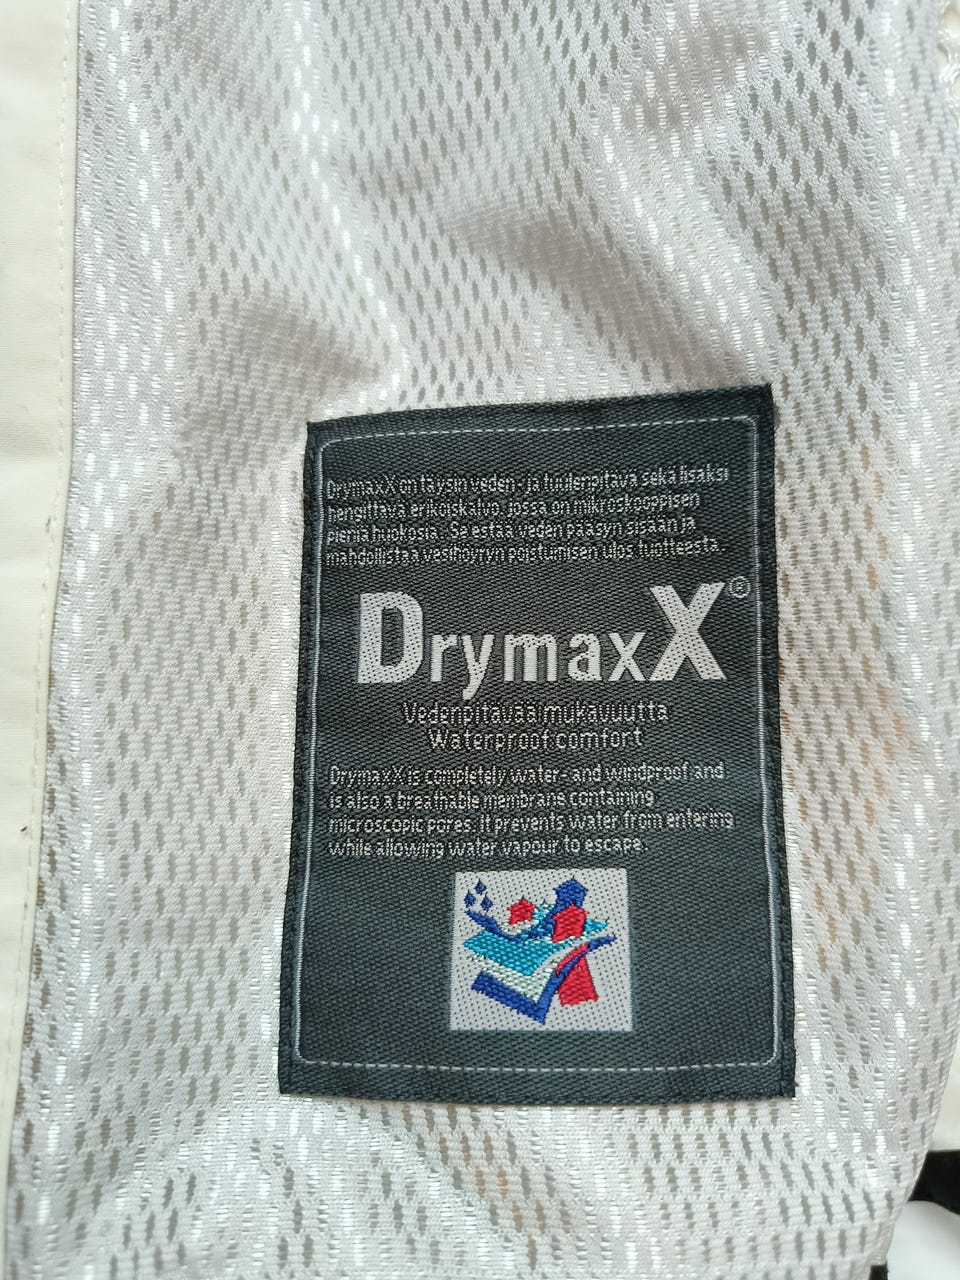 DrymaxX on täysin veden- ja tuulenpitävä sekä lisäksi
hengittävä erikoiskalvo, jossa on mikroskooppisen
pieniä huokosia. Se estää veden pääsyn sisään ja
mahdollistaa vesihöyryn poistumisen ulos tuotteesta.
DrymaxX®
Vedenpitävää mukavuutta
Waterproof comfort
DrymaxX is completely water- and windproof and
is also a breathable membrane containing
microscopic pores. It prevents water from entering
while allowing water vapour to escape.